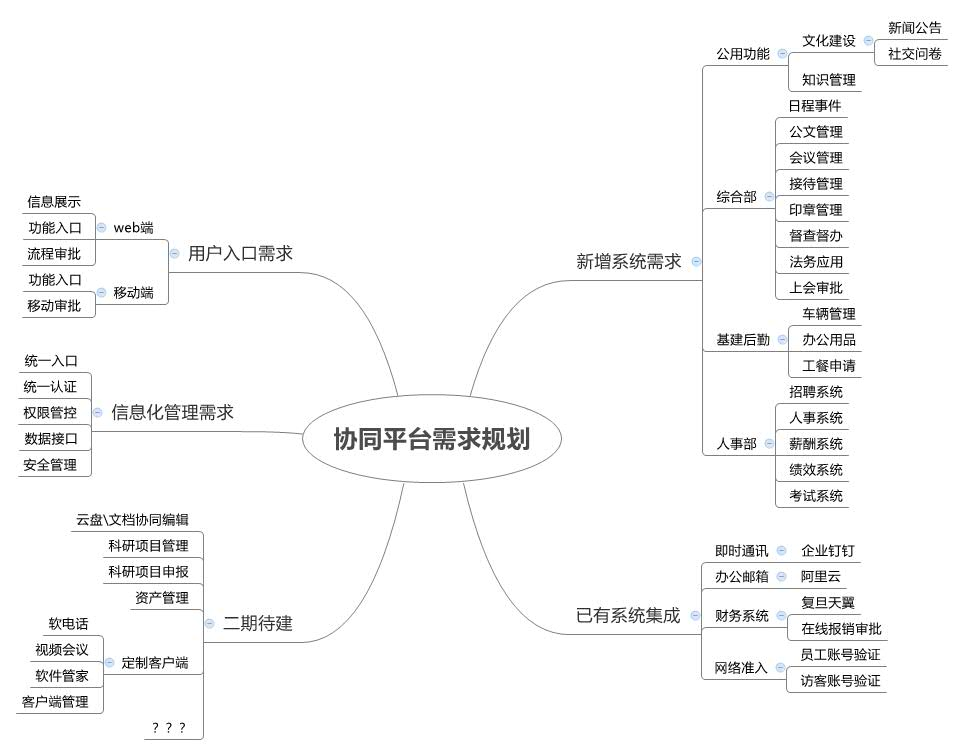 协同平台需求规划
用户入口需求
web端
信息展示
功能入口
流程审批
移动端
功能入口
移动审批
信息化管理需求
统一入口
统一认证
权限管控
数据接口
安全管理
二期待建
云盘\文档协同编辑
科研项目管理
科研项目申报
资产管理
定制客户端
软电话
视频会议
软件管家
客户端管理
？？？
新增系统需求
公用功能
文化建设
新闻公告
社交问卷
知识管理
综合部
日程事件
公文管理
会议管理
接待管理
印章管理
督查督办
法务应用
上会审批
基建后勤
车辆管理
办公用品
工餐申请
人事部
招聘系统
人事系统
薪酬系统
绩效系统
考试系统
已有系统集成
即时通讯
企业钉钉
办公邮箱
阿里云
财务系统
复旦天翼
在线报销审批
网络准入
员工账号验证
访客账号验证